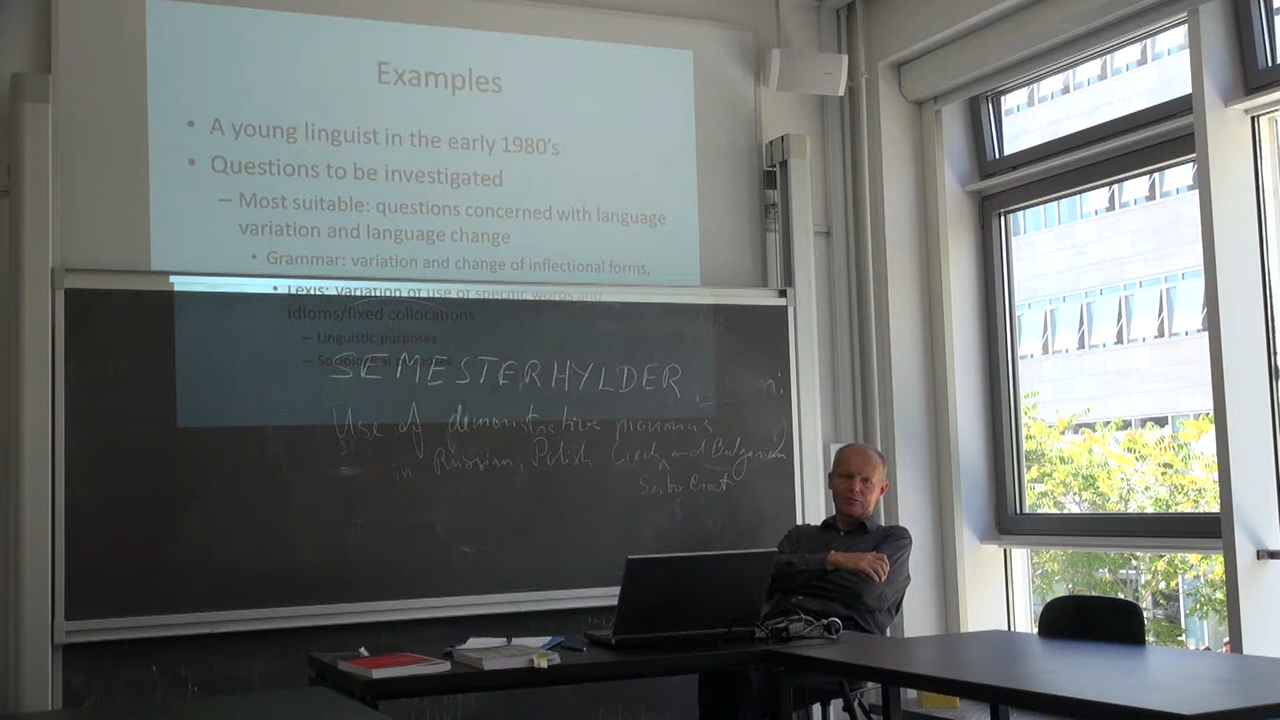 Examples
• A young linguist in the early 1980's
• Questions to be investigated
– Most suitable: questions concerned with language
variation and language change
• Grammar: variation and change of inflectional forms,
• Lexis: variation of use of specific words and
idioms/fixed collocations
– Linguistic purposes
– Sociological purposes
SEMESTERHYLDER
Use of demonstrative pronouns
in Russian, Polish Czech, and Bulgarian
Serbo-Croat